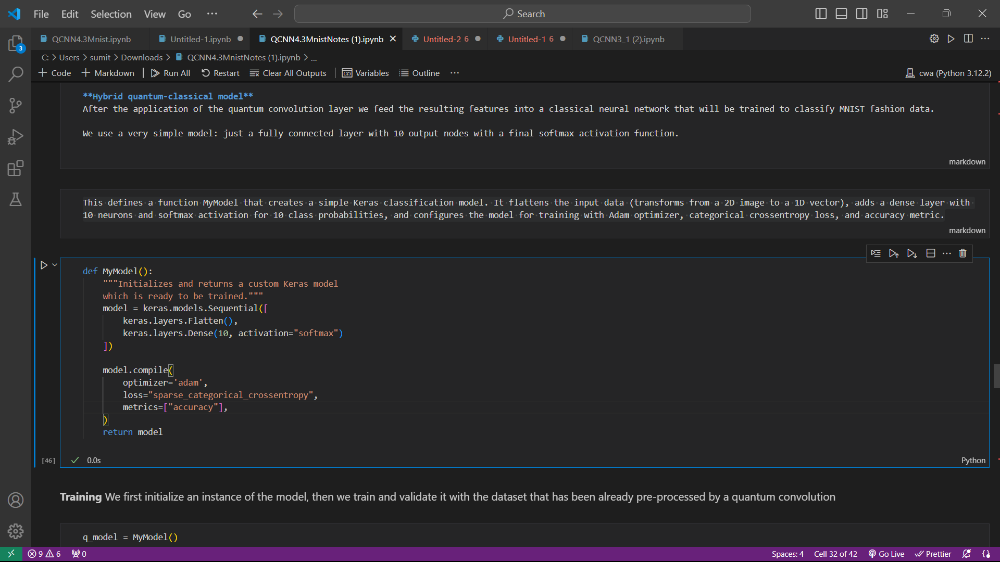 File Edit Selection View Go ··· Search
QCNN4.3Mnist.ipynb Untitled-1.ipynb QCNN4.3MnistNotes (1).ipynb Untitled-2 6 Untitled-1 6 QCNN3_1 (2).ipynb
C: > Users > sumit > Downloads > QCNN4.3MnistNotes (1).ipynb > ...
+ Code + Markdown Run All Restart Clear All Outputs Variables Outline ··· cwa (Python 3.12.2)
3
**Hybrid quantum-classical model**
After the application of the quantum convolution layer we feed the resulting features into a classical neural network that will be trained to classify MNIST fashion data.
We use a very simple model: just a fully connected layer with 10 output nodes with a final softmax activation function.
markdown
This defines a function MyModel that creates a simple Keras classification model. It flattens the input data (transforms from a 2D image to a 1D vector), adds a dense layer with
10 neurons and softmax activation for 10 class probabilities, and configures the model for training with Adam optimizer, categorical crossentropy loss, and accuracy metric.
markdown
def MyModel():
"""Initializes and returns a custom Keras model
which is ready to be trained."""
model = keras.models.Sequential([
keras.layers.Flatten(),
keras.layers.Dense(10, activation="softmax")
])
model.compile(
optimizer='adam',
loss="sparse_categorical_crossentropy",
metrics=["accuracy"],
)
return model
[46] 0.0s Python
Training We first initialize an instance of the model, then we train and validate it with the dataset that has been already pre-processed by a quantum convolution
q_model = MyModel()
9 6 0 Spaces: 4 Cell 32 of 42 Go Live Prettier